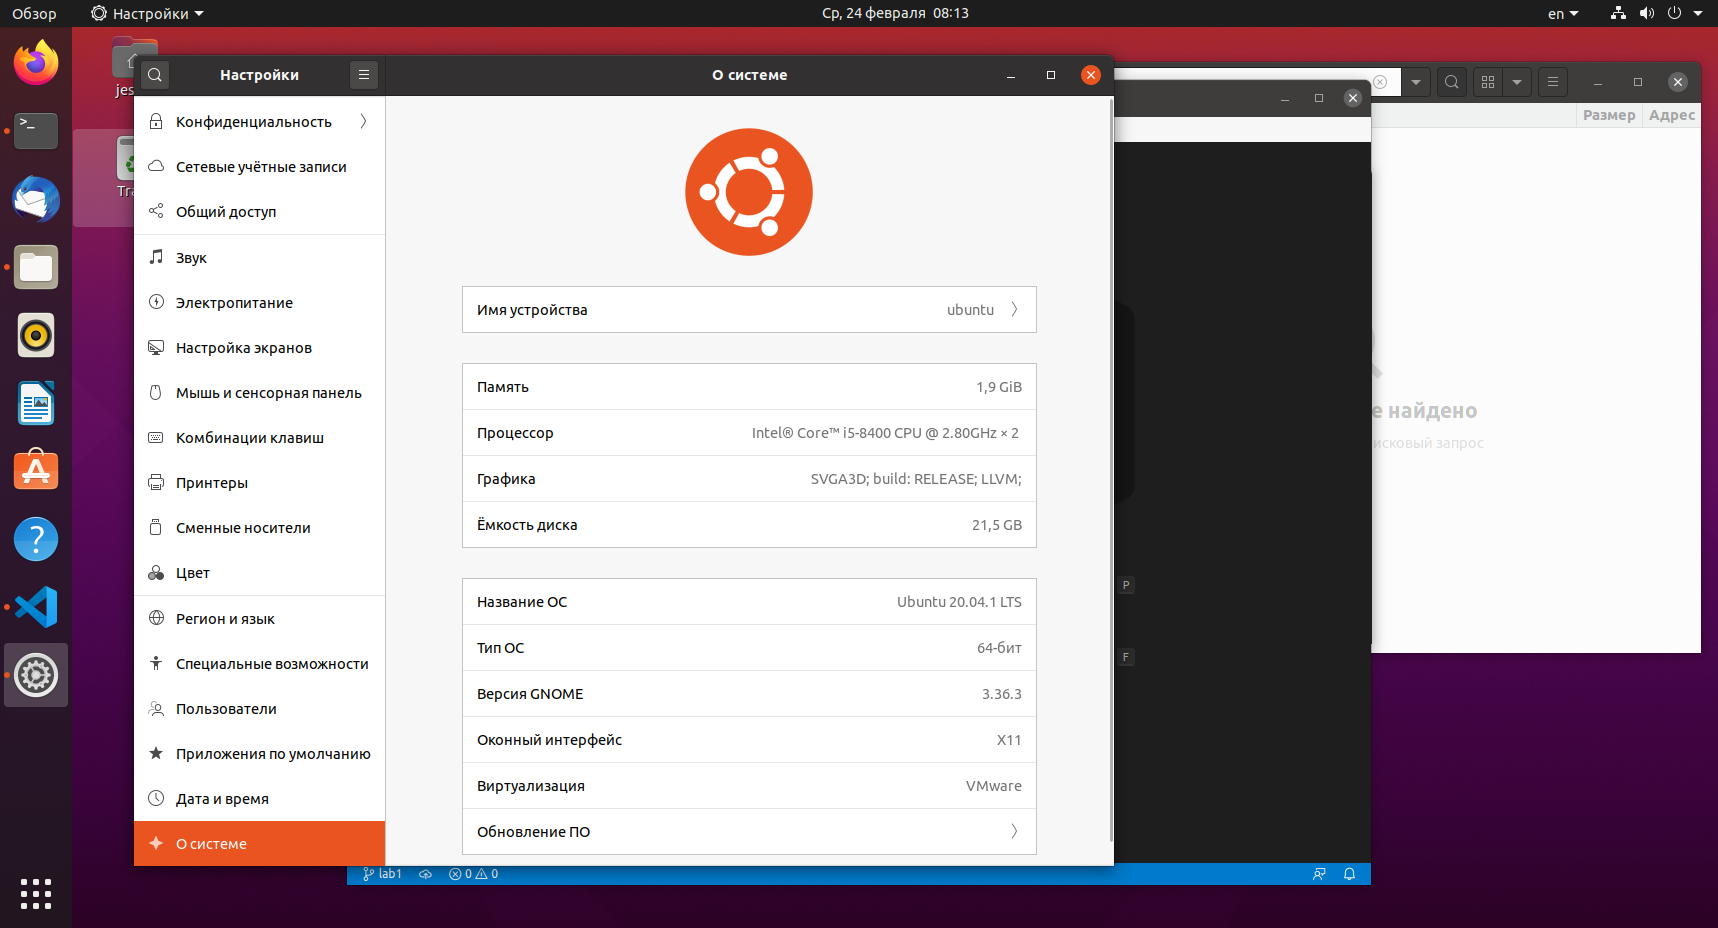 Обзор
Настройки
Ср, 24 февраля 08:13
en
Настройки
О системе
Размер
Адрес
Конфиденциальность
Сетевые учётные записи
Общий доступ
Звук
Электропитание
Настройка экранов
Мышь и сенсорная панель
Комбинации клавиш
Принтеры
Сменные носители
Цвет
Регион и язык
Специальные возможности
Пользователи
Приложения по умолчанию
Дата и время
О системе
Имя устройства
ubuntu
Память
1,9 GiB
Процессор
Intel® Core™ i5-8400 CPU @ 2.80GHz × 2
Графика
SVGA3D; build: RELEASE; LLVM;
Ёмкость диска
21,5 GB
Название ОС
Ubuntu 20.04.1 LTS
Тип ОС
64-бит
Версия GNOME
3.36.3
Оконный интерфейс
X11
Виртуализация
VMware
Обновление ПО
jes
Tr
е найдено
исковый запрос
P
F
lab1
0
0